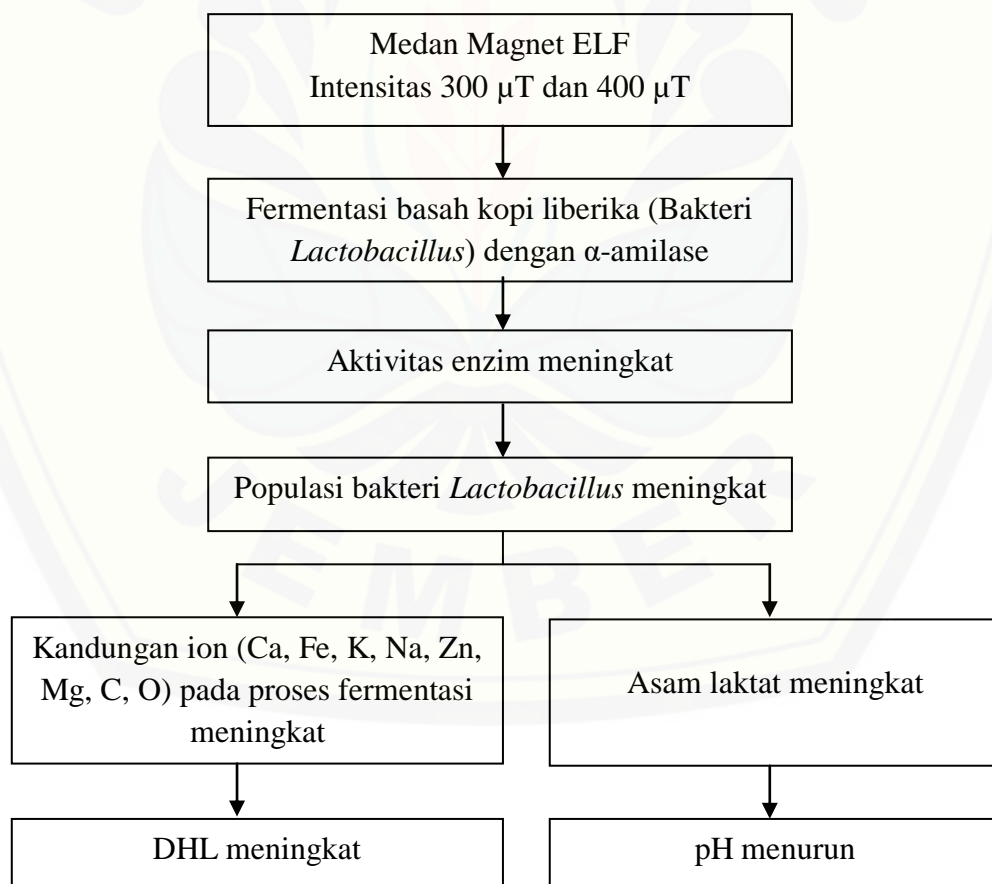 Medan Magnet ELF
Intensitas 300 µT dan 400 µT
Fermentasi basah kopi liberika (Bakteri
Lactobacillus) dengan α-amilase
Aktivitas enzim meningkat
Populasi bakteri Lactobacillus meningkat
JEMBER
Kandungan ion (Ca, Fe, K, Na, Zn,
Mg, C, O) pada proses fermentasi
meningkat
Asam laktat meningkat
DHL meningkat
pH menurun